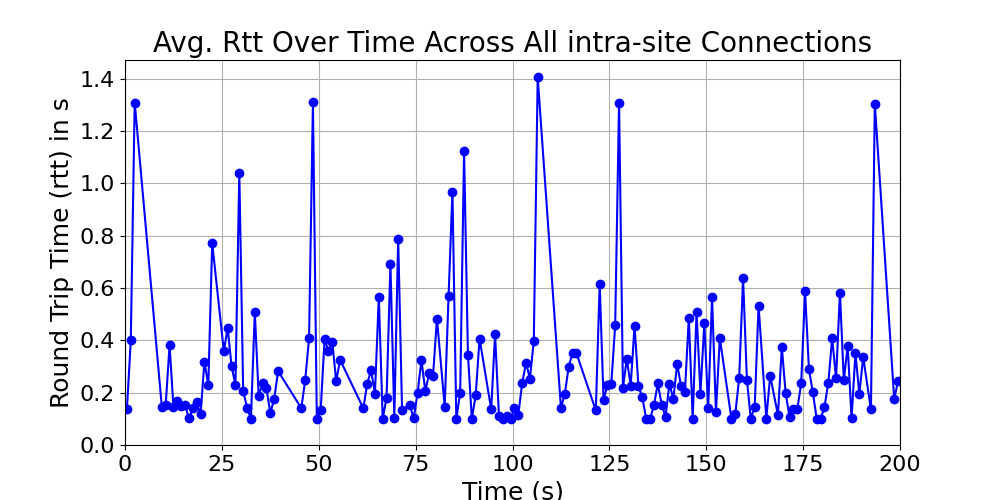 Avg. Rtt Over Time Across All intra-site Connections
Round Trip Time (rtt) in s
1.4
1.2
1.0
0.8
0.6
0.4
0.2
0.0
0 25 50 75 100 125 150 175 200
Time (s)